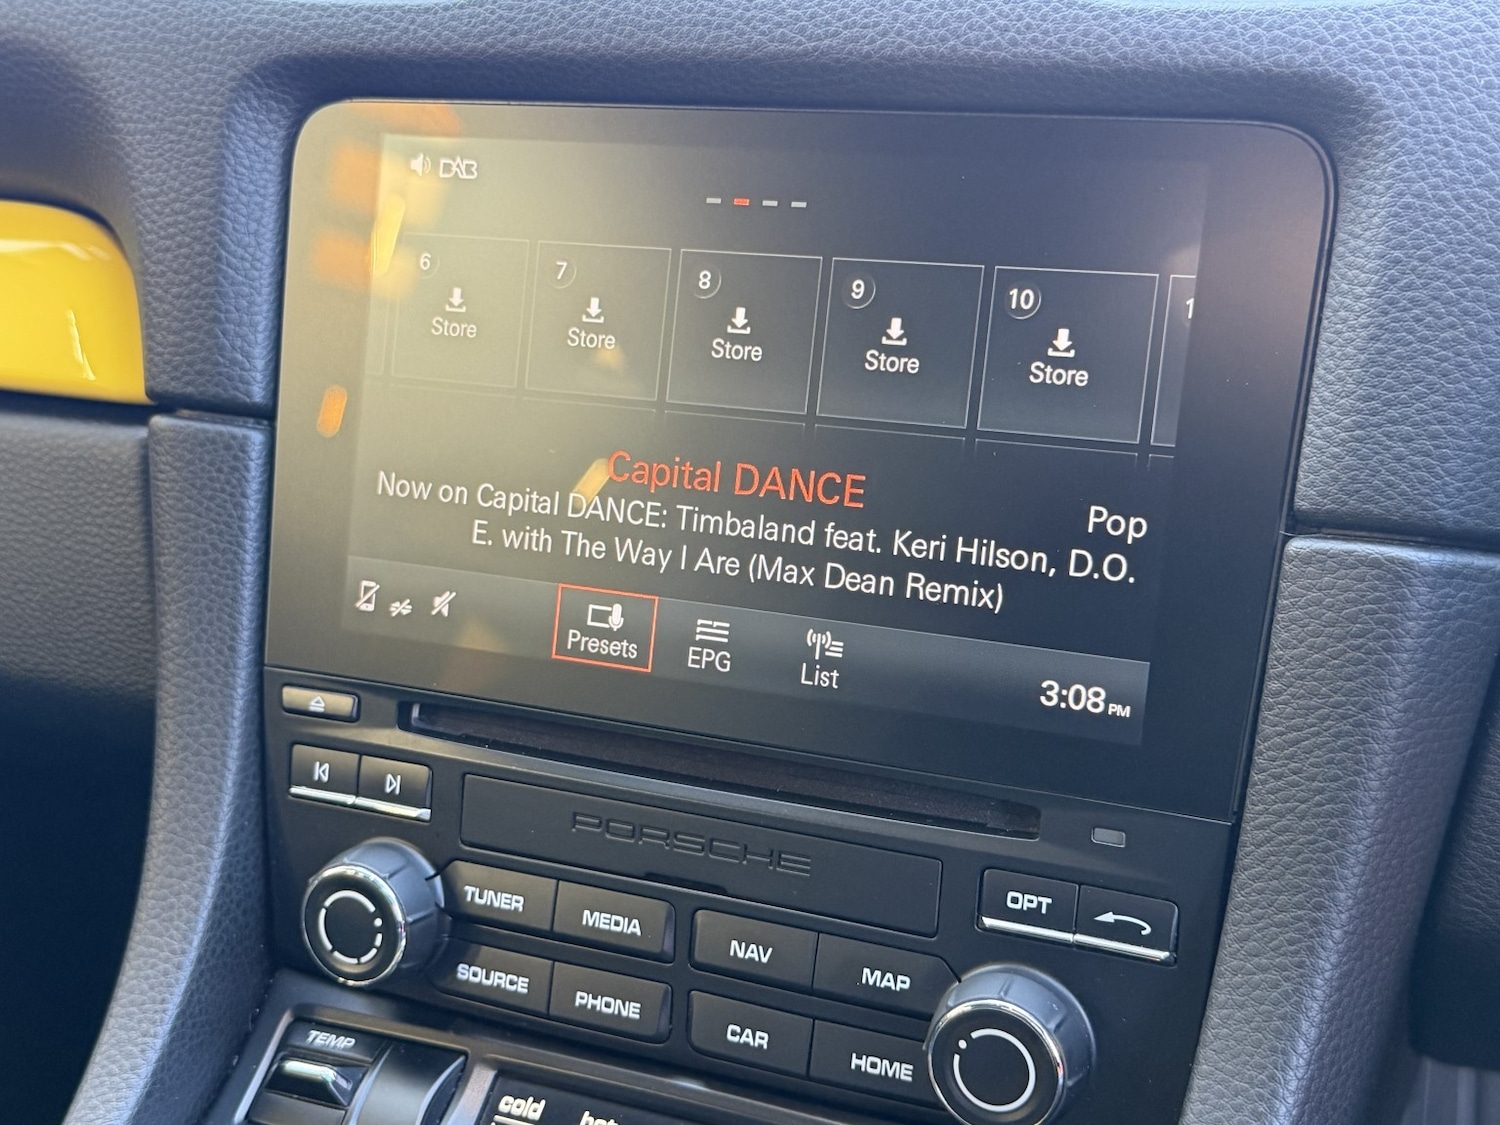 DAB
6
7
8
9
10
1
Store
Store
Store
Store
Store
Capital DANCE
Pop
Now on Capital DANCE: Timbaland feat. Keri Hilson, D.O.
E. with The Way I Are (Max Dean Remix)
Presets
EPG
List
3:08 PM
PORSCHE
TUNER
MEDIA
NAV
MAP
OPT
SOURCE
PHONE
CAR
HOME
TEMP
cold